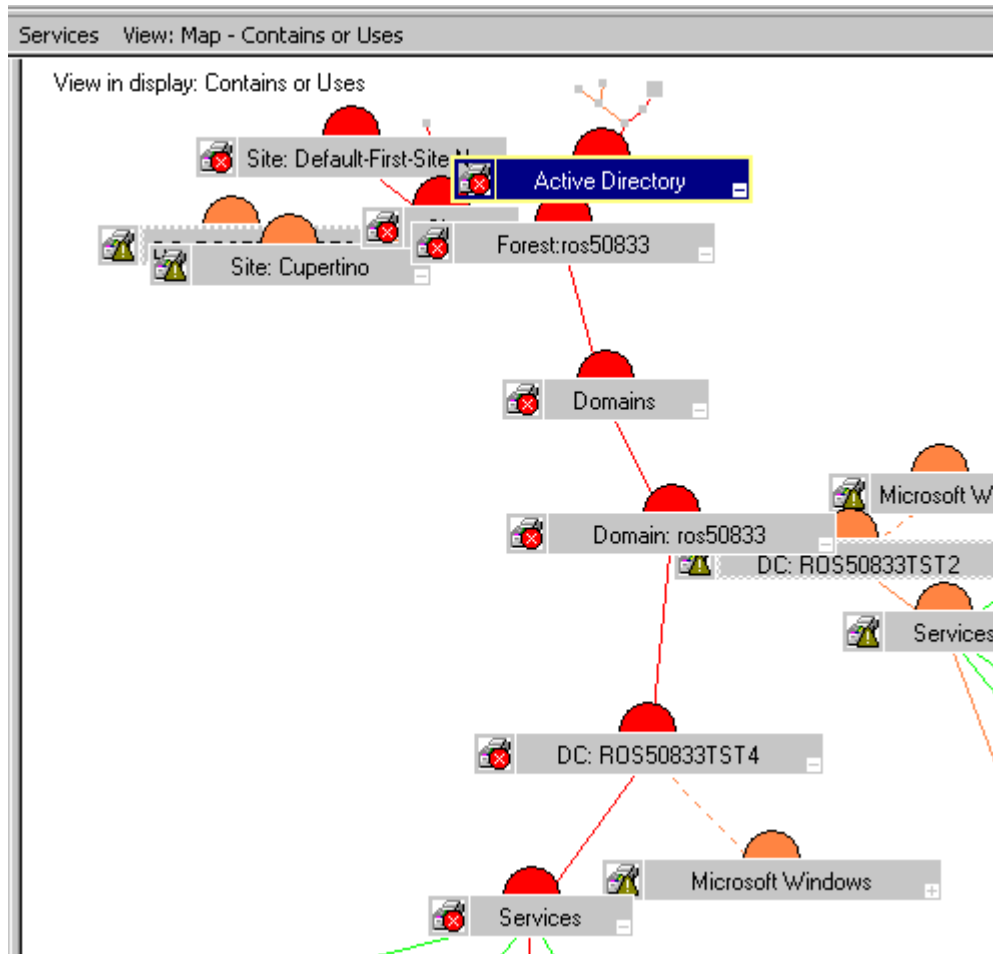 Services View: Map - Contains or Uses
View in display: Contains or Uses
Site: Default-First-Site
Active Directory
Forest:ros50833
Site: Cupertino
Domains
Microsoft W
Domain: ros50833
DC: ROS50833TST2
Services
DC: ROS50833TST4
Microsoft Windows
Services